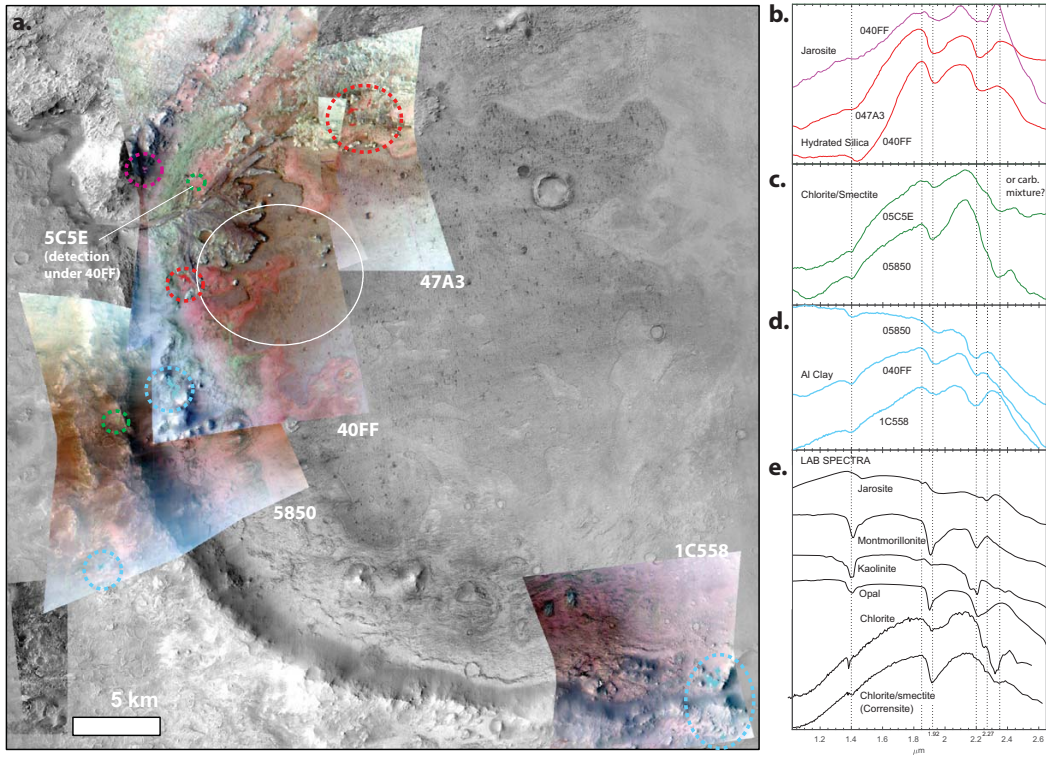 a.
5C5E
(detection
under 40FF)
47A3
40FF
5850
1C558
5 km
b.
040FF
Jarosite
047A3
Hydrated Silica
040FF
c.
or carb.
mixture?
Chlorite/Smectite
05C5E
05850
d.
05850
040FF
Al Clay
1C558
e.
LAB SPECTRA
Jarosite
Montmorillonite
Kaolinite
Opal
Chlorite
Chlorite/smectite
(Corrensite)
1.92
2.27
1.2 1.4 1.6 1.8 2.0 2.2 2.4 2.6
μm